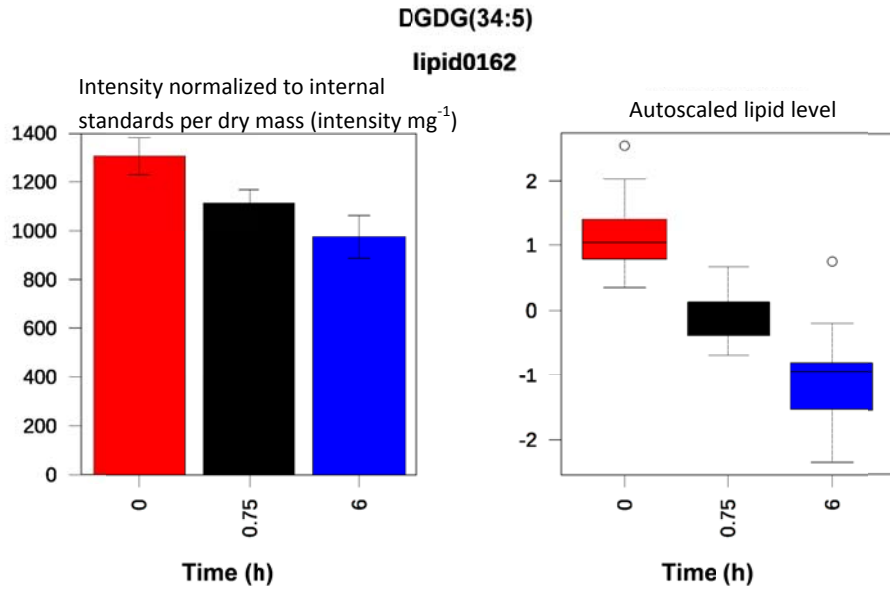 DGDG(34:5)
lipid0162
Intensity normalized to internal
standards per dry mass (intensity mg⁻¹)
1400
1200
1000
800
600
400
200
0
0
0.75
6
Time (h)
Autoscaled lipid level
2
1
0
-1
-2
0
0.75
6
Time (h)